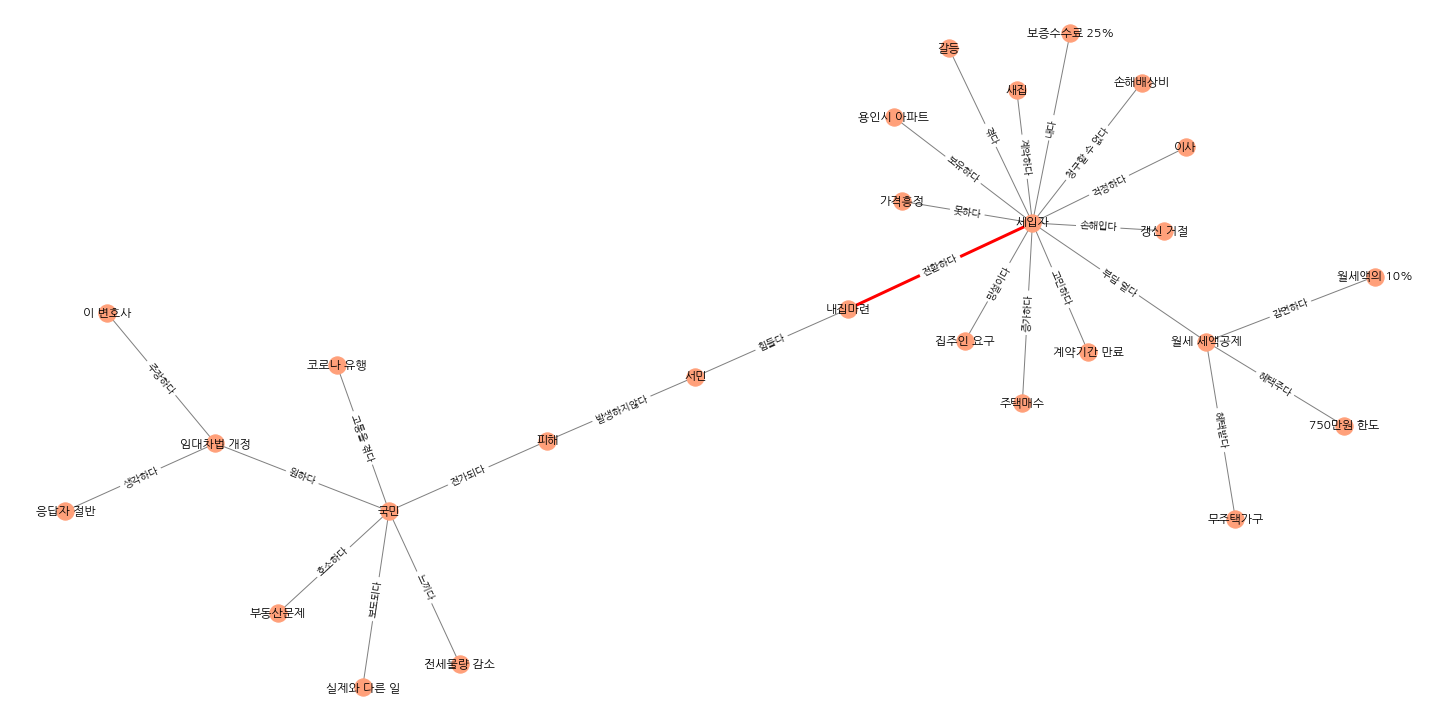 보증수수료 25%
갈등
손해배상비
새집
용인시 아파트
내다
겪다
청구할 수 없다
이사
계약하다
보유하다
걱정하다
가격흥정
못하다
세입자
손해입다
갱신 거절
전환하다
월세액의 10%
부담 덜다
망설이다
고민하다
감면하다
내집마련
이 변호사
증가하다
집주인 요구
월세 세액공제
힘들다
계약기간 만료
코로나 유행
서민
주장하다
혜택주다
주택매수
발생하지않다
750만원 한도
고통을 겪다
혜택받다
임대차법 개정
피해
원하다
생각하다
전가되다
응답자 절반
국민
무주택가구
호소하다
느끼다
보도되다
부동산문제
전세물량 감소
실제와 다른 일